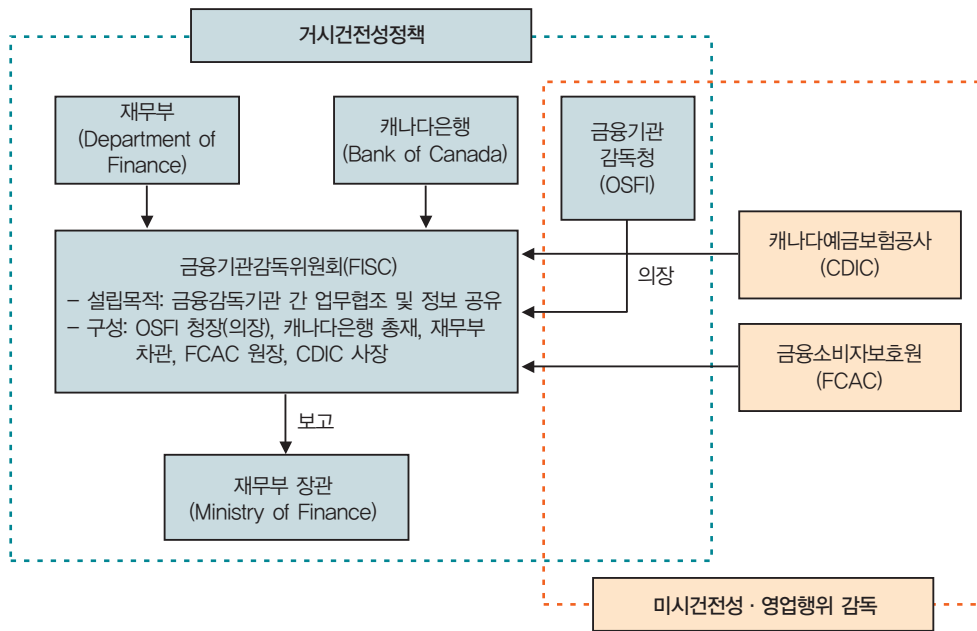 거시건전성정책
재무부
(Department of
Finance)
캐나다은행
(Bank of Canada)
금융기관
감독청
(OSFI)
캐나다예금보험공사
(CDIC)
의장
금융기관감독위원회(FISC)
– 설립목적: 금융감독기관 간 업무협조 및 정보 공유
– 구성: OSFI 청장(의장), 캐나다은행 총재, 재무부
차관, FCAC 원장, CDIC 사장
금융소비자보호원
(FCAC)
보고
재무부 장관
(Ministry of Finance)
미시건전성 · 영업행위 감독